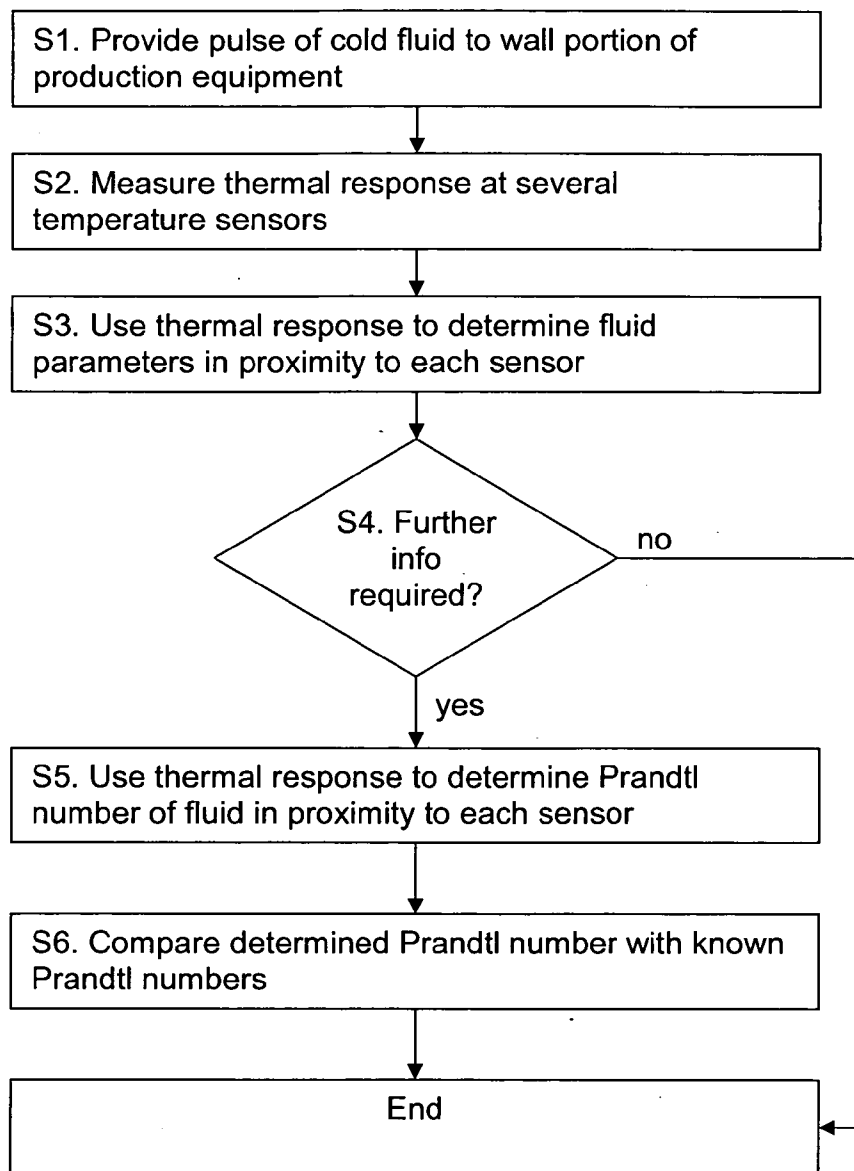 S1. Provide pulse of cold fluid to wall portion of
production equipment
S2. Measure thermal response at several
temperature sensors
S3. Use thermal response to determine fluid
parameters in proximity to each sensor
S4. Further
info
required?
no
yes
S5. Use thermal response to determine Prandtl
number of fluid in proximity to each sensor
S6. Compare determined Prandtl number with known
Prandtl numbers
End